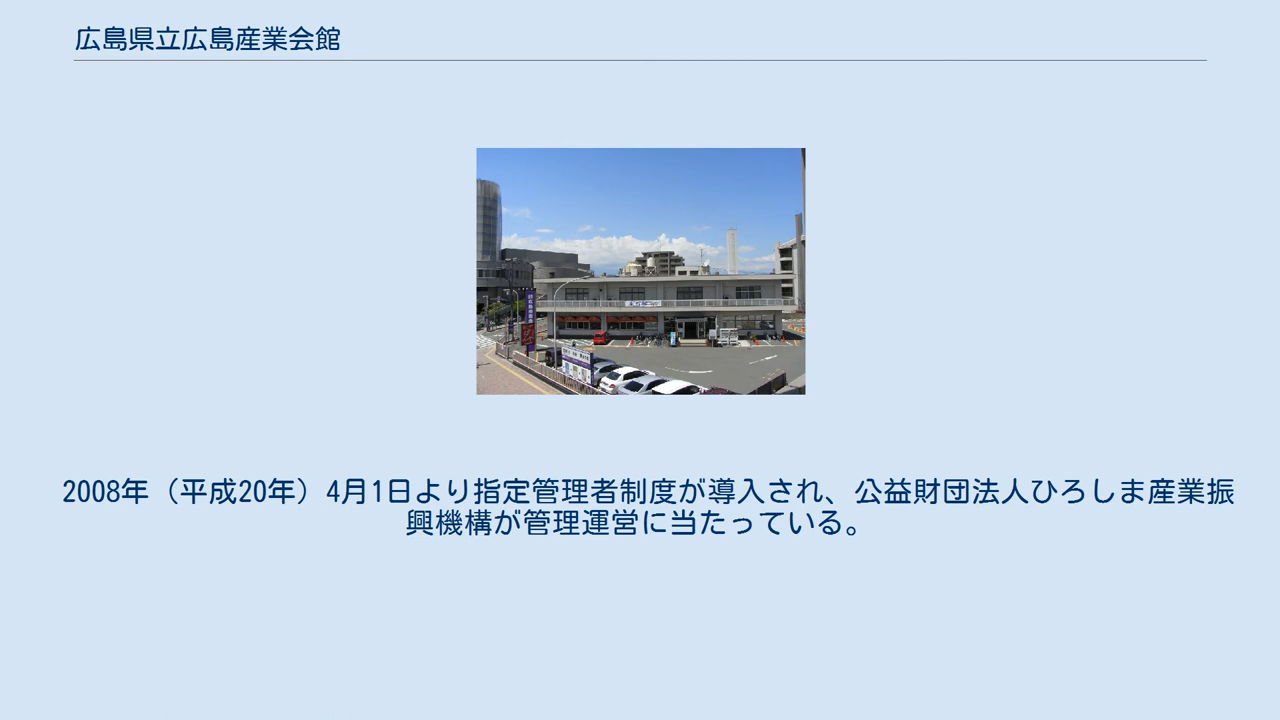 広島県立広島産業会館
2008年（平成20年）4月1日より指定管理者制度が導入され、公益財団法人ひろしま産業振
興機構が管理運営に当たっている。